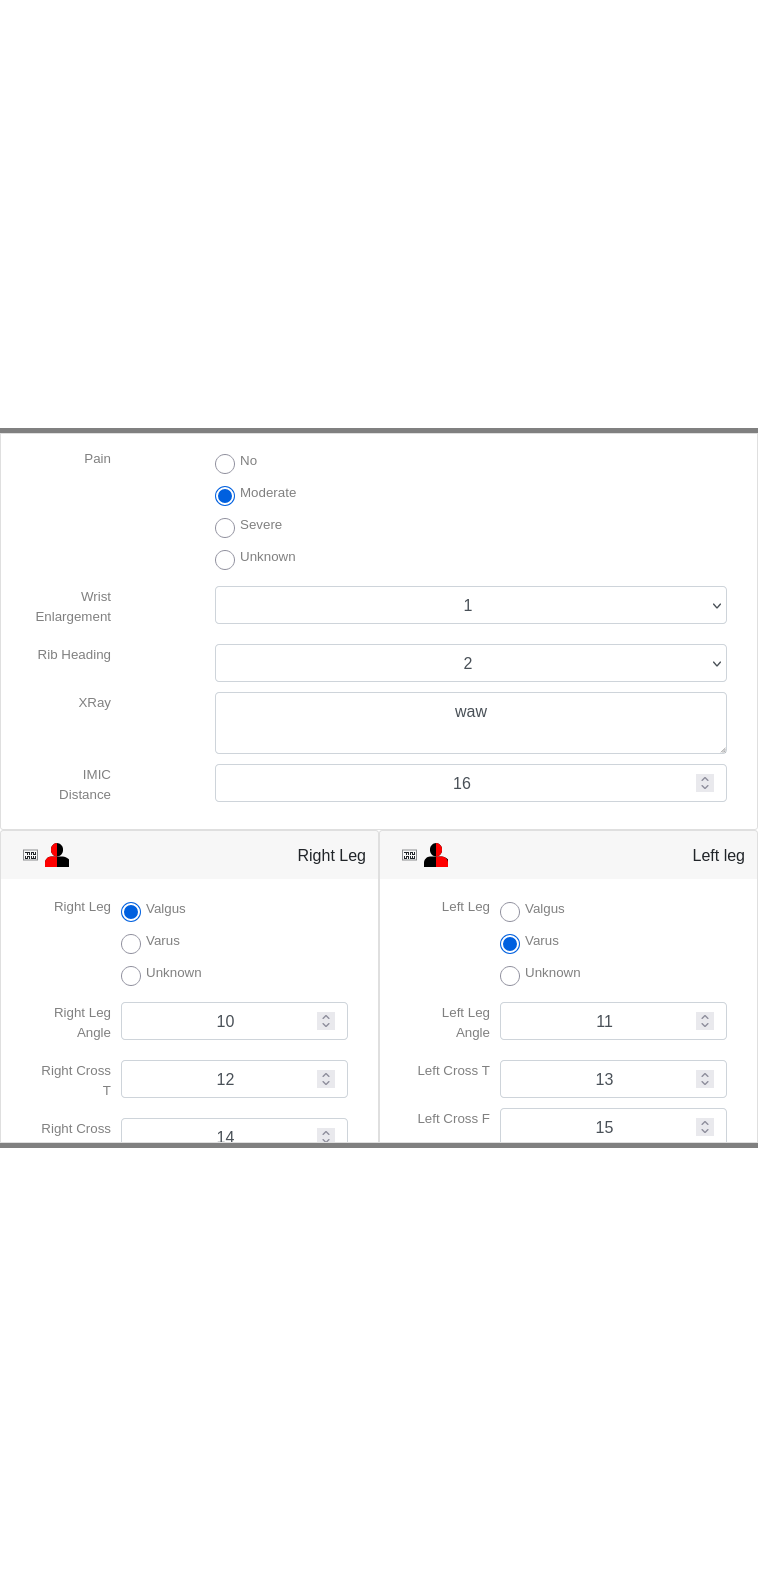 Pain
No
Moderate
Severe
Unknown
Wrist
Enlargement
1
Rib Heading
2
XRay
waw
IMIC
Distance
16
Right Leg
Right Leg
Valgus
Varus
Unknown
Right Leg
Angle
10
Right Cross
T
12
Right Cross
14
Left leg
Left Leg
Valgus
Varus
Unknown
Left Leg
Angle
11
Left Cross T
13
Left Cross F
15